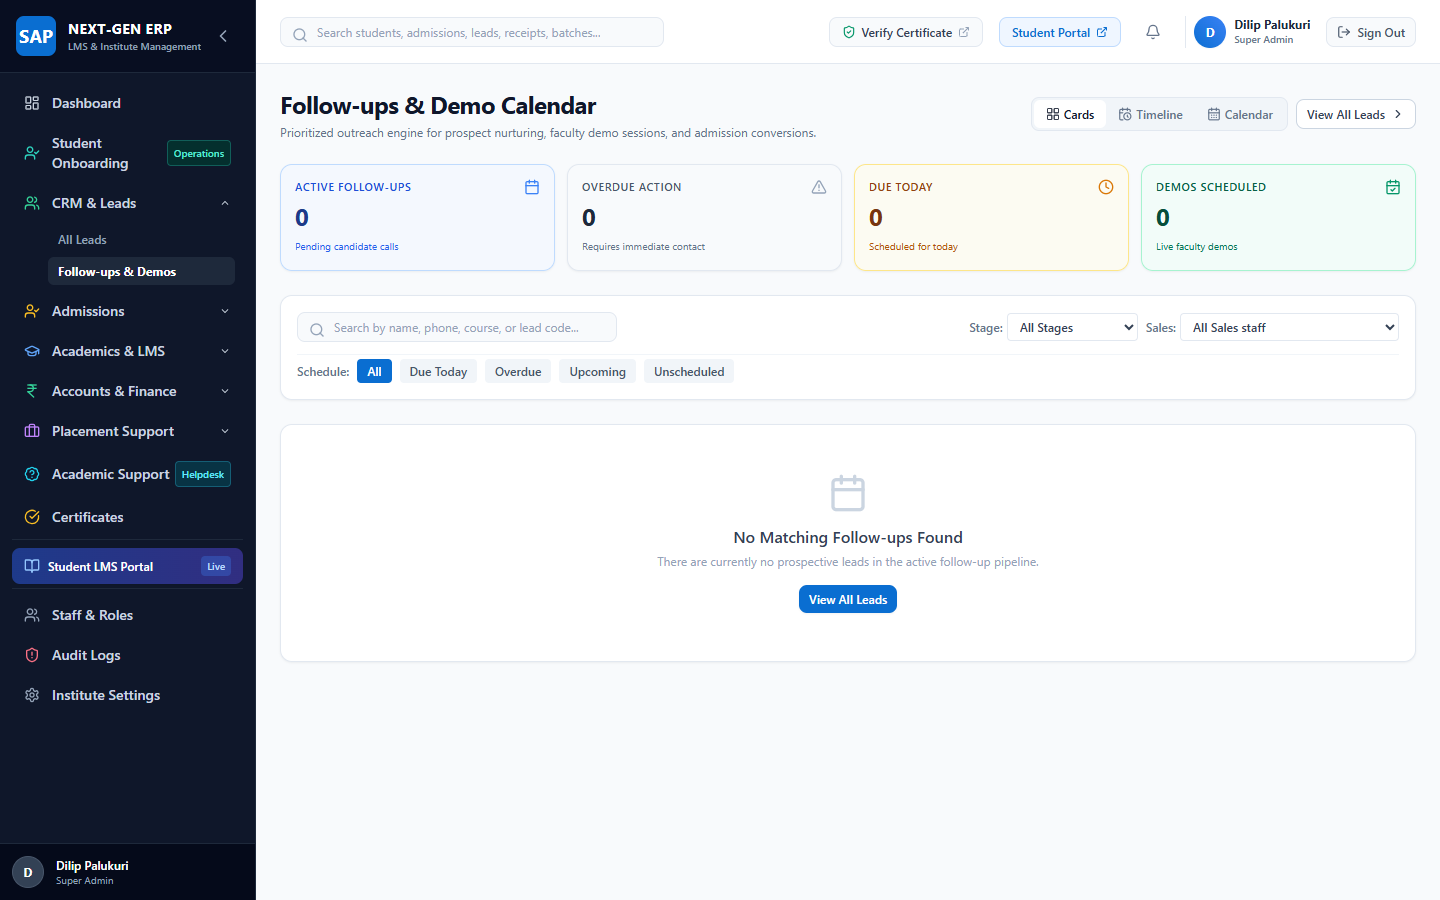 SAP
NEXT-GEN ERP
LMS & Institute Management
Dashboard
Student Onboarding
Operations
CRM & Leads
All Leads
Follow-ups & Demos
Admissions
Academics & LMS
Accounts & Finance
Placement Support
Academic Support
Helpdesk
Certificates
Student LMS Portal
Live
Staff & Roles
Audit Logs
Institute Settings
D
Dilip Palukuri
Super Admin
Search students, admissions, leads, receipts, batches...
Verify Certificate
Student Portal
D
Dilip Palukuri
Super Admin
Sign Out
Follow-ups & Demo Calendar
Prioritized outreach engine for prospect nurturing, faculty demo sessions, and admission conversions.
Cards
Timeline
Calendar
View All Leads
ACTIVE FOLLOW-UPS
0
Pending candidate calls
OVERDUE ACTION
0
Requires immediate contact
DUE TODAY
0
Scheduled for today
DEMOS SCHEDULED
0
Live faculty demos
Search by name, phone, course, or lead code...
Stage:
All Stages
Sales:
All Sales staff
Schedule:
All
Due Today
Overdue
Upcoming
Unscheduled
No Matching Follow-ups Found
There are currently no prospective leads in the active follow-up pipeline.
View All Leads